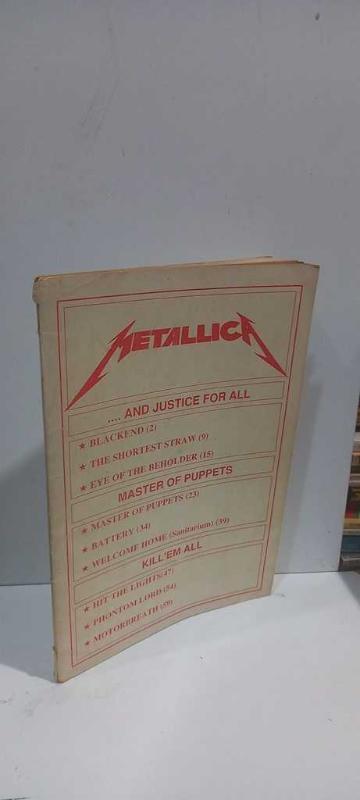 METALLICA
.... AND JUSTICE FOR ALL
★ BLACKEND (2)
★ THE SHORTEST STRAW (9)
★ EYE OF THE BEHOLDER (15)
MASTER OF PUPPETS
★ MASTER OF PUPPETS (23)
★ BATTERY (34)
★ WELCOME HOME (Sanitarium) (39)
KILL'EM ALL
★ HIT THE LIGHTS(47)
★ PHONTOM LORD (54)
★ MOTORBREATH (59)